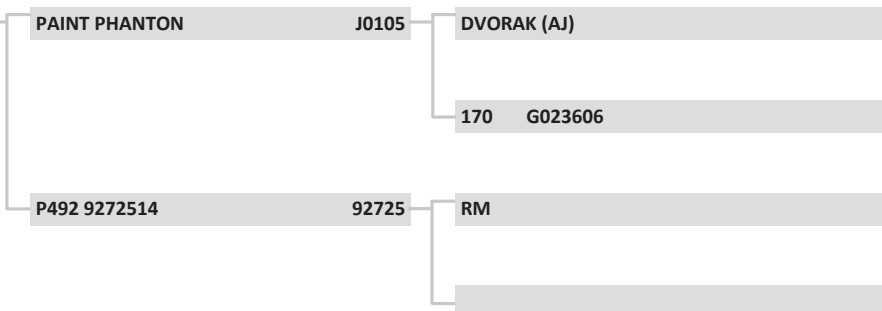 PAINT PHANTON J0105
DVORAK (AJ)
170 G023606
P492 9272514 92725
RM